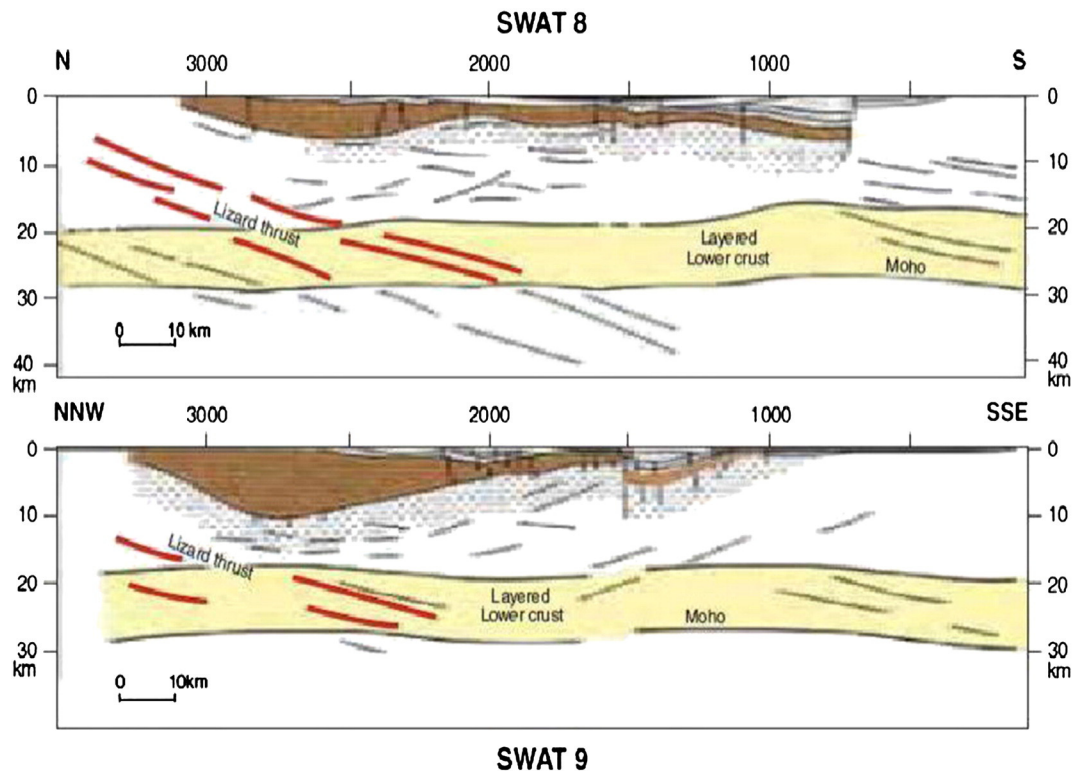 SWAT 8
N 3000 2000 1000 S
0 0
10 10
Lizard thrust
20 20
Layered
Lower crust
Moho
30 30
0 10 km
40 40
km km
NNW 3000 2000 1000 SSE
0 0
10 10
Lizard thrust
20 20
Layered
Lower crust
Moho
30 30
km km
0 10km
SWAT 9